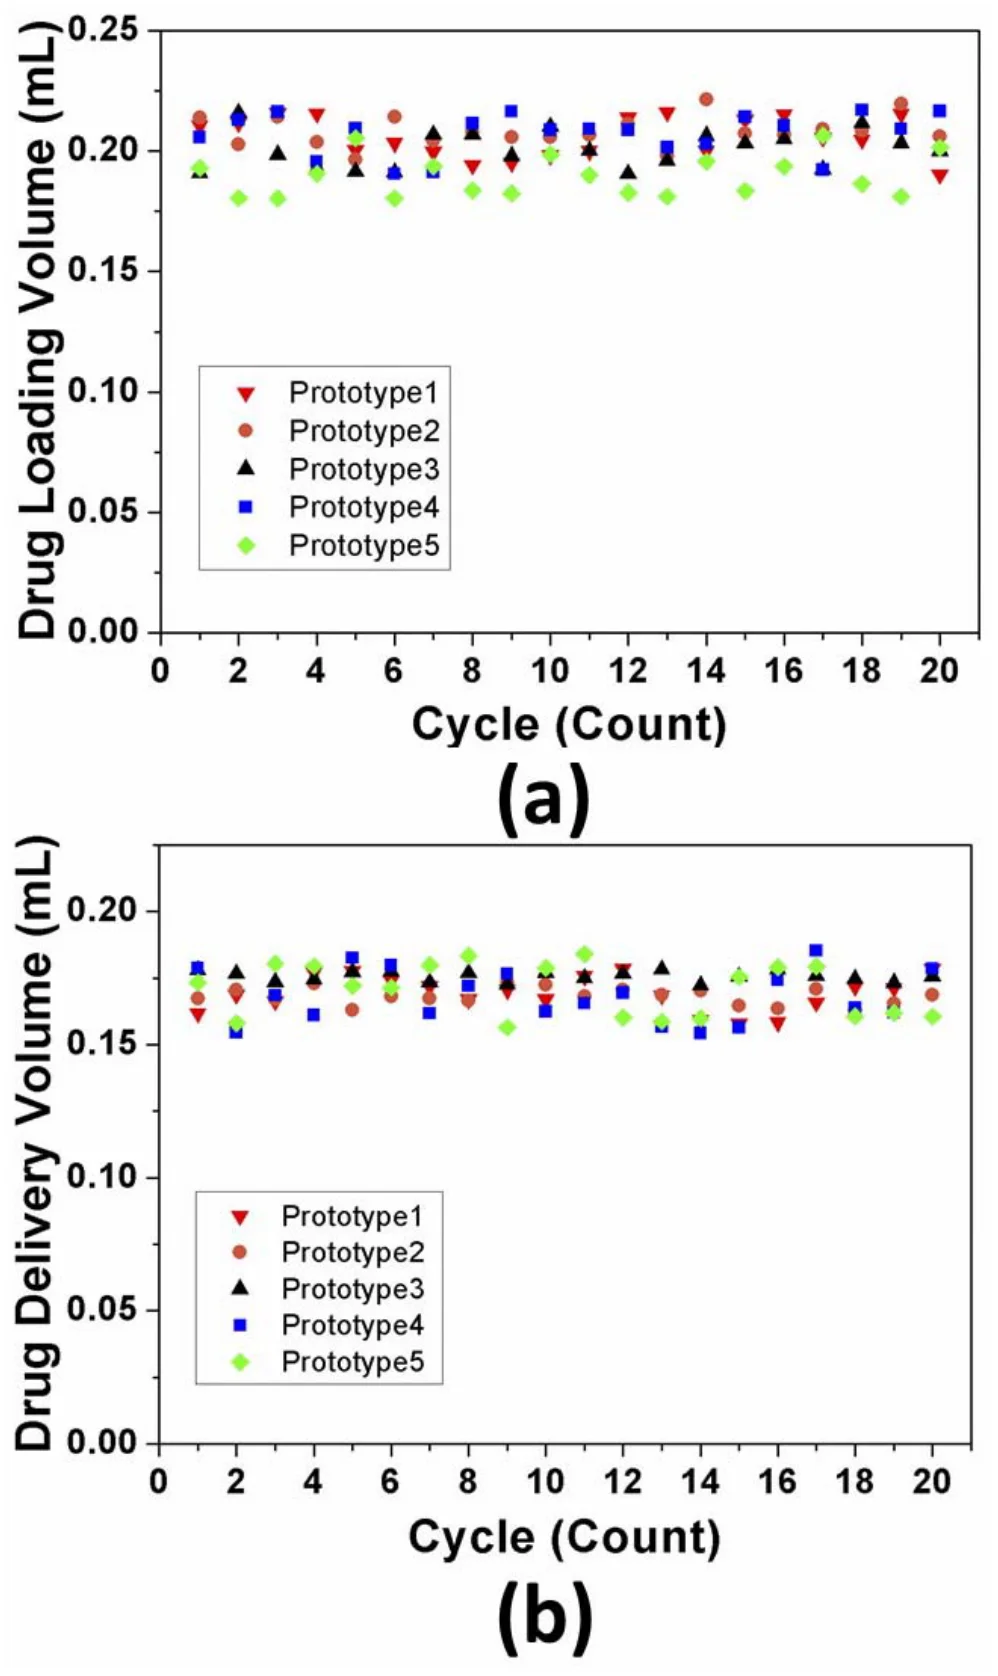 Drug Loading Volume (mL)
0.25
0.20
0.15
0.10
0.05
0.00
Prototype1
Prototype2
Prototype3
Prototype4
Prototype5
0 2 4 6 8 10 12 14 16 18 20
Cycle (Count)
(a)
Drug Delivery Volume (mL)
0.20
0.15
0.10
0.05
0.00
Prototype1
Prototype2
Prototype3
Prototype4
Prototype5
0 2 4 6 8 10 12 14 16 18 20
Cycle (Count)
(b)